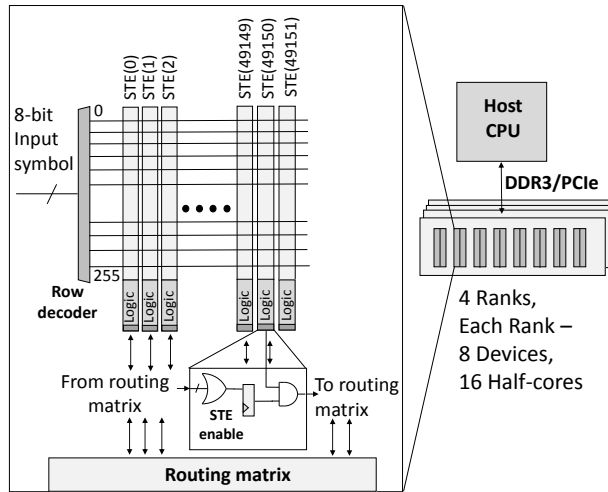 STE(0)
STE(1)
STE(2)
STE(49149)
STE(49150)
STE(49151)
8-bit
Input
symbol
0
255
Row
decoder
Logic
Logic
Logic
Logic
Logic
Logic
From routing
matrix
STE
enable
To routing
matrix
Routing matrix
Host
CPU
DDR3/PCIe
4 Ranks,
Each Rank –
8 Devices,
16 Half-cores